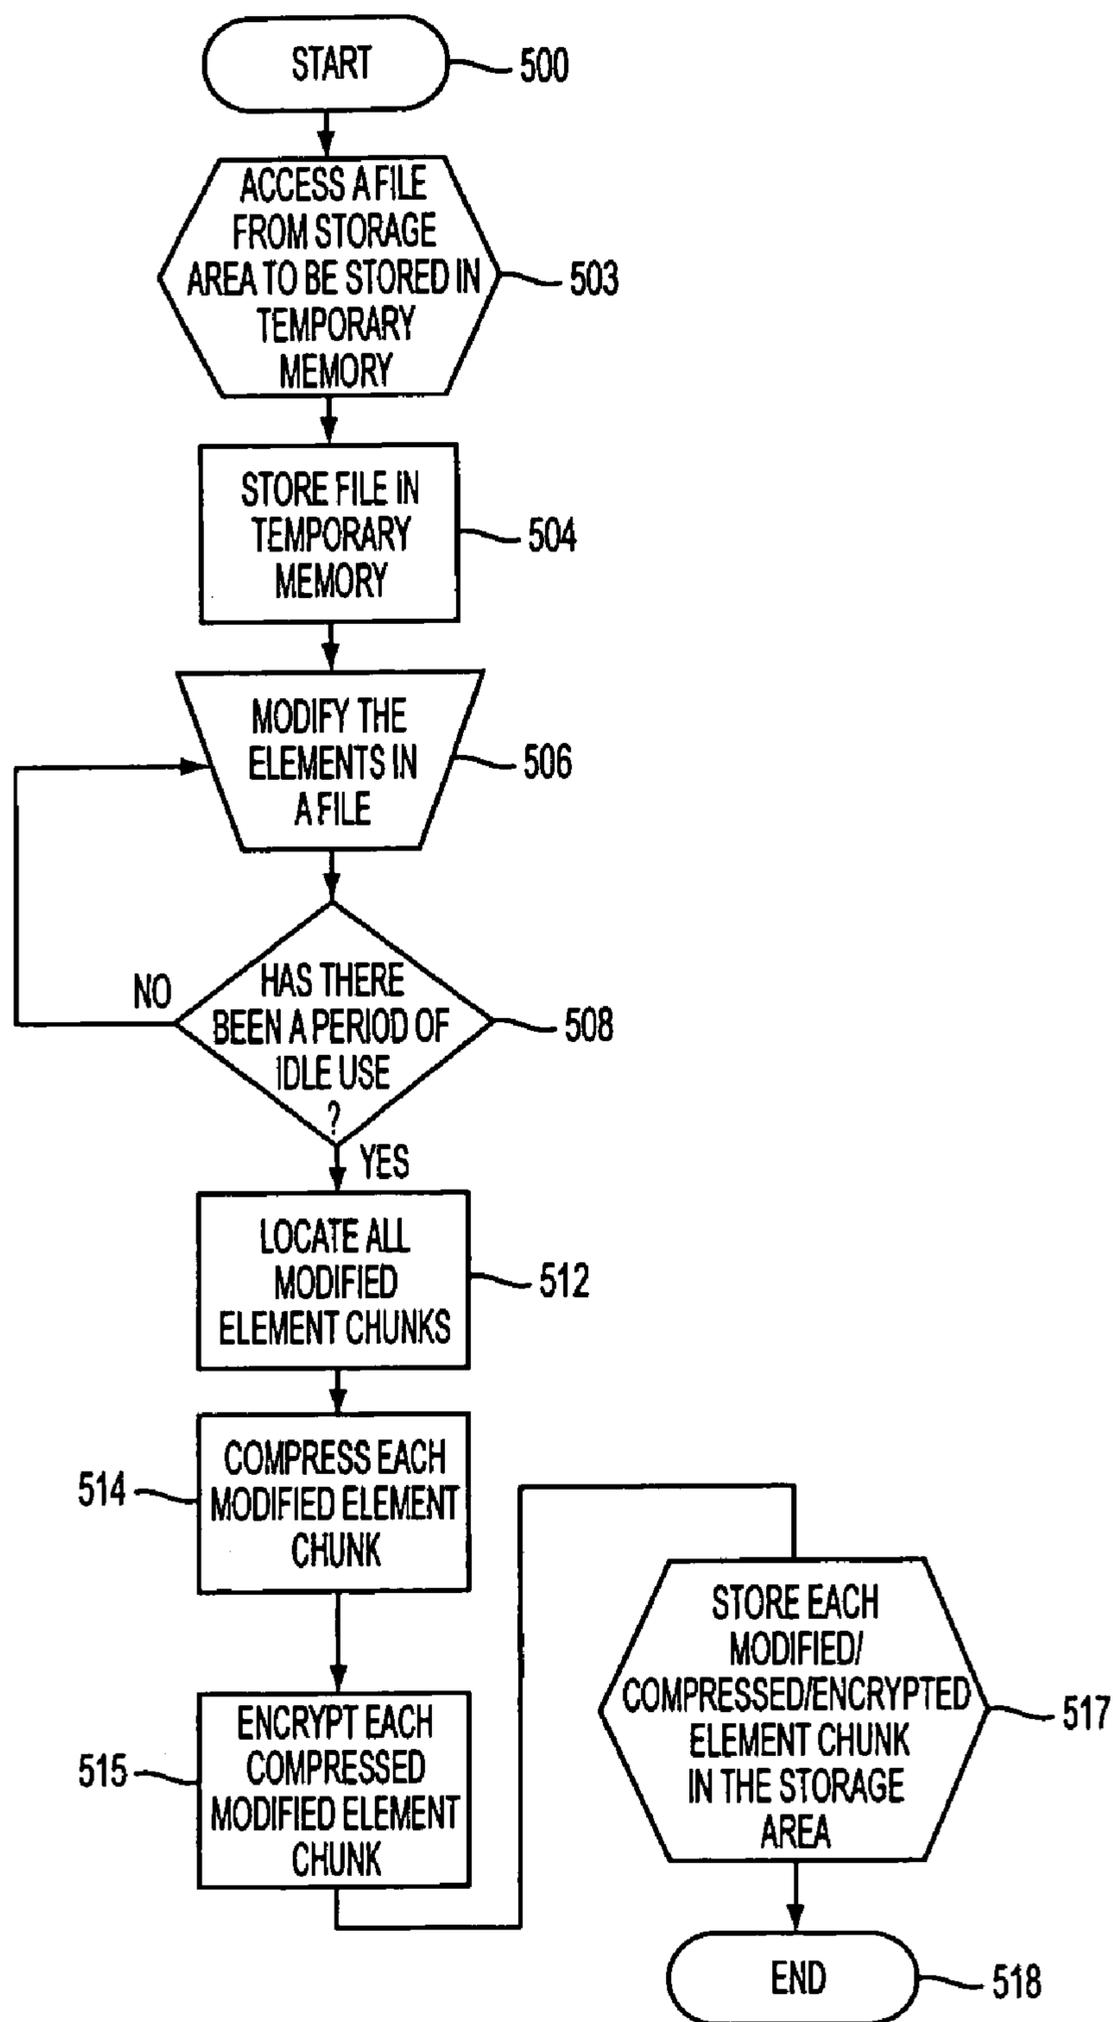 START
500
ACCESS A FILE
FROM STORAGE
AREA TO BE STORED IN
TEMPORARY
MEMORY
503
STORE FILE IN
TEMPORARY
MEMORY
504
MODIFY THE
ELEMENTS IN
A FILE
506
NO
HAS THERE
BEEN A PERIOD OF
IDLE USE
?
508
YES
LOCATE ALL
MODIFIED
ELEMENT CHUNKS
512
514
COMPRESS EACH
MODIFIED ELEMENT
CHUNK
515
ENCRYPT EACH
COMPRESSED
MODIFIED ELEMENT
CHUNK
STORE EACH
MODIFIED/
COMPRESSED/ENCRYPTED
ELEMENT CHUNK
IN THE STORAGE
AREA
517
END
518